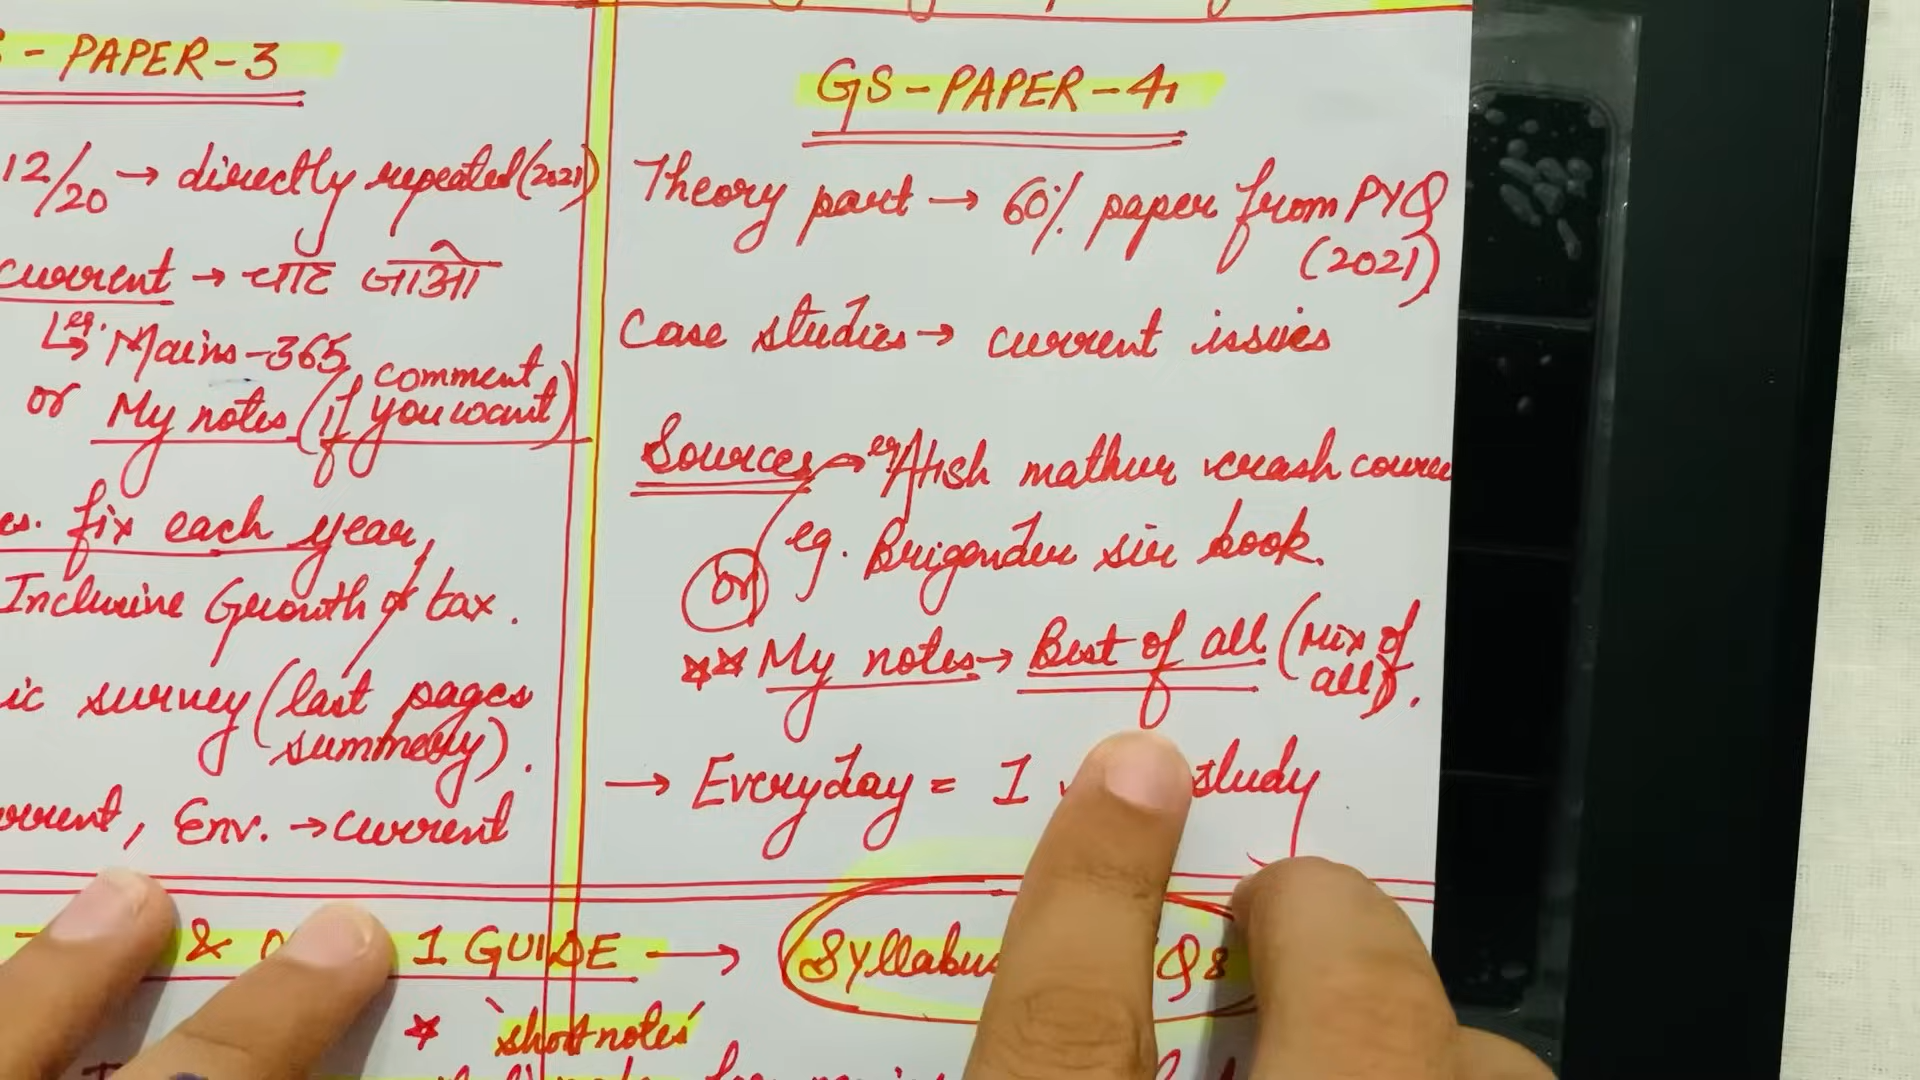 - PAPER-3
12/20 → directly repeated (2021)
current → चाट जाओ
eg. Mains-365
or My notes (if you want) comment
fix each year,
Inclusive Growth & tax.
ic survey (last pages
summary).
Env. → current
GS-PAPER-4
Theory part → 60% paper from PYQ
(2021)
Case studies → current issues
Sources → eg Atish mathur crash course
eg. Brigender sir book.
or
My notes → Best of all (Mix of
all).
→ Everyday = 1 study
& 1 GUIDE → Syllabus
'short notes'